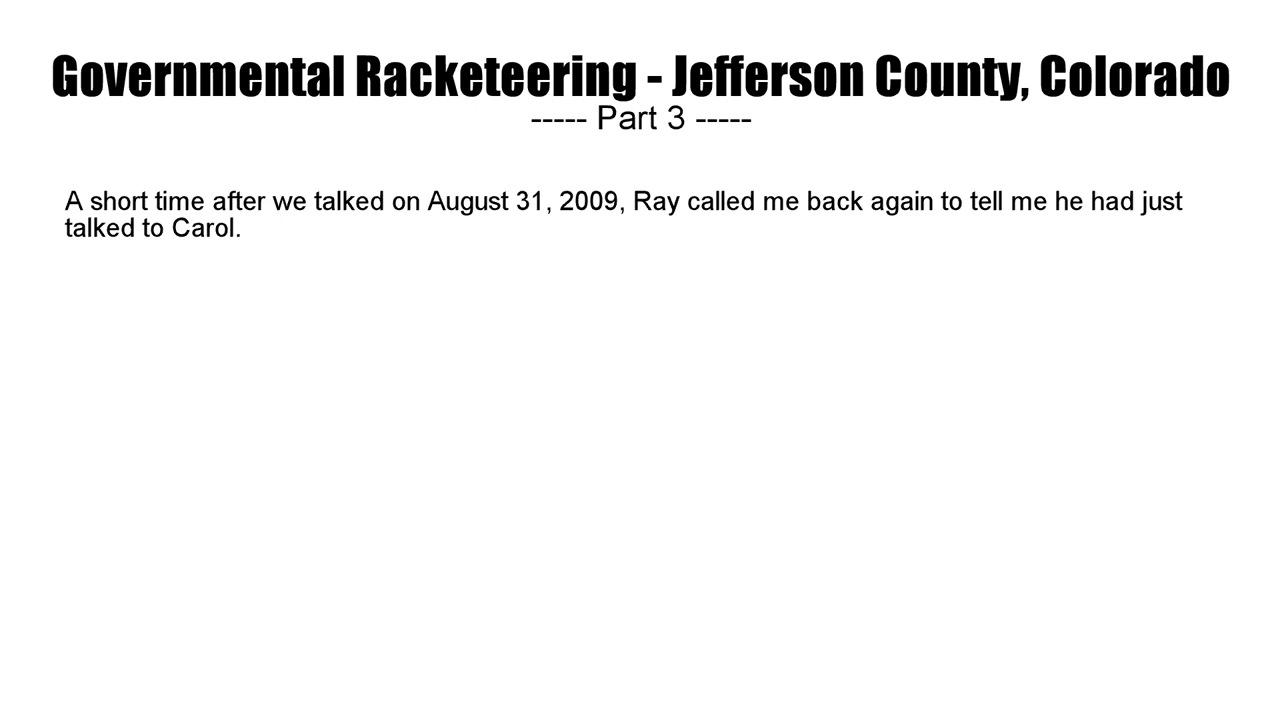 Governmental Racketeering - Jefferson County, Colorado
----- Part 3 -----
A short time after we talked on August 31, 2009, Ray called me back again to tell me he had just
talked to Carol.